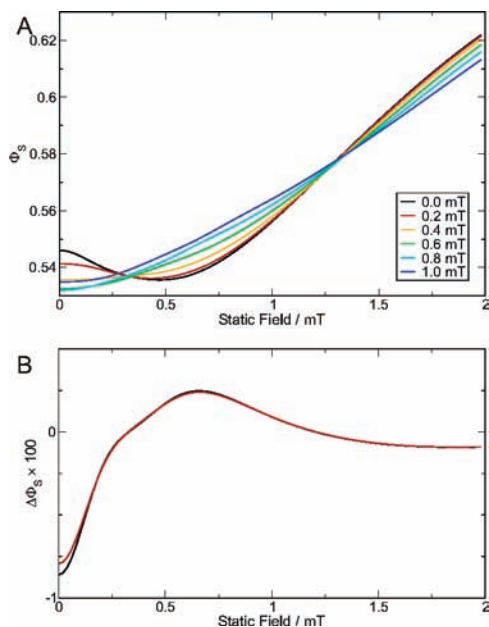 A
0.62
0.6
ΦS
0.58
0.56
0.54
0.0 mT
0.2 mT
0.4 mT
0.6 mT
0.8 mT
1.0 mT
0 0.5 1 1.5 2
Static Field / mT
B
0
ΔΦS × 100
-1
0 0.5 1 1.5 2
Static Field / mT